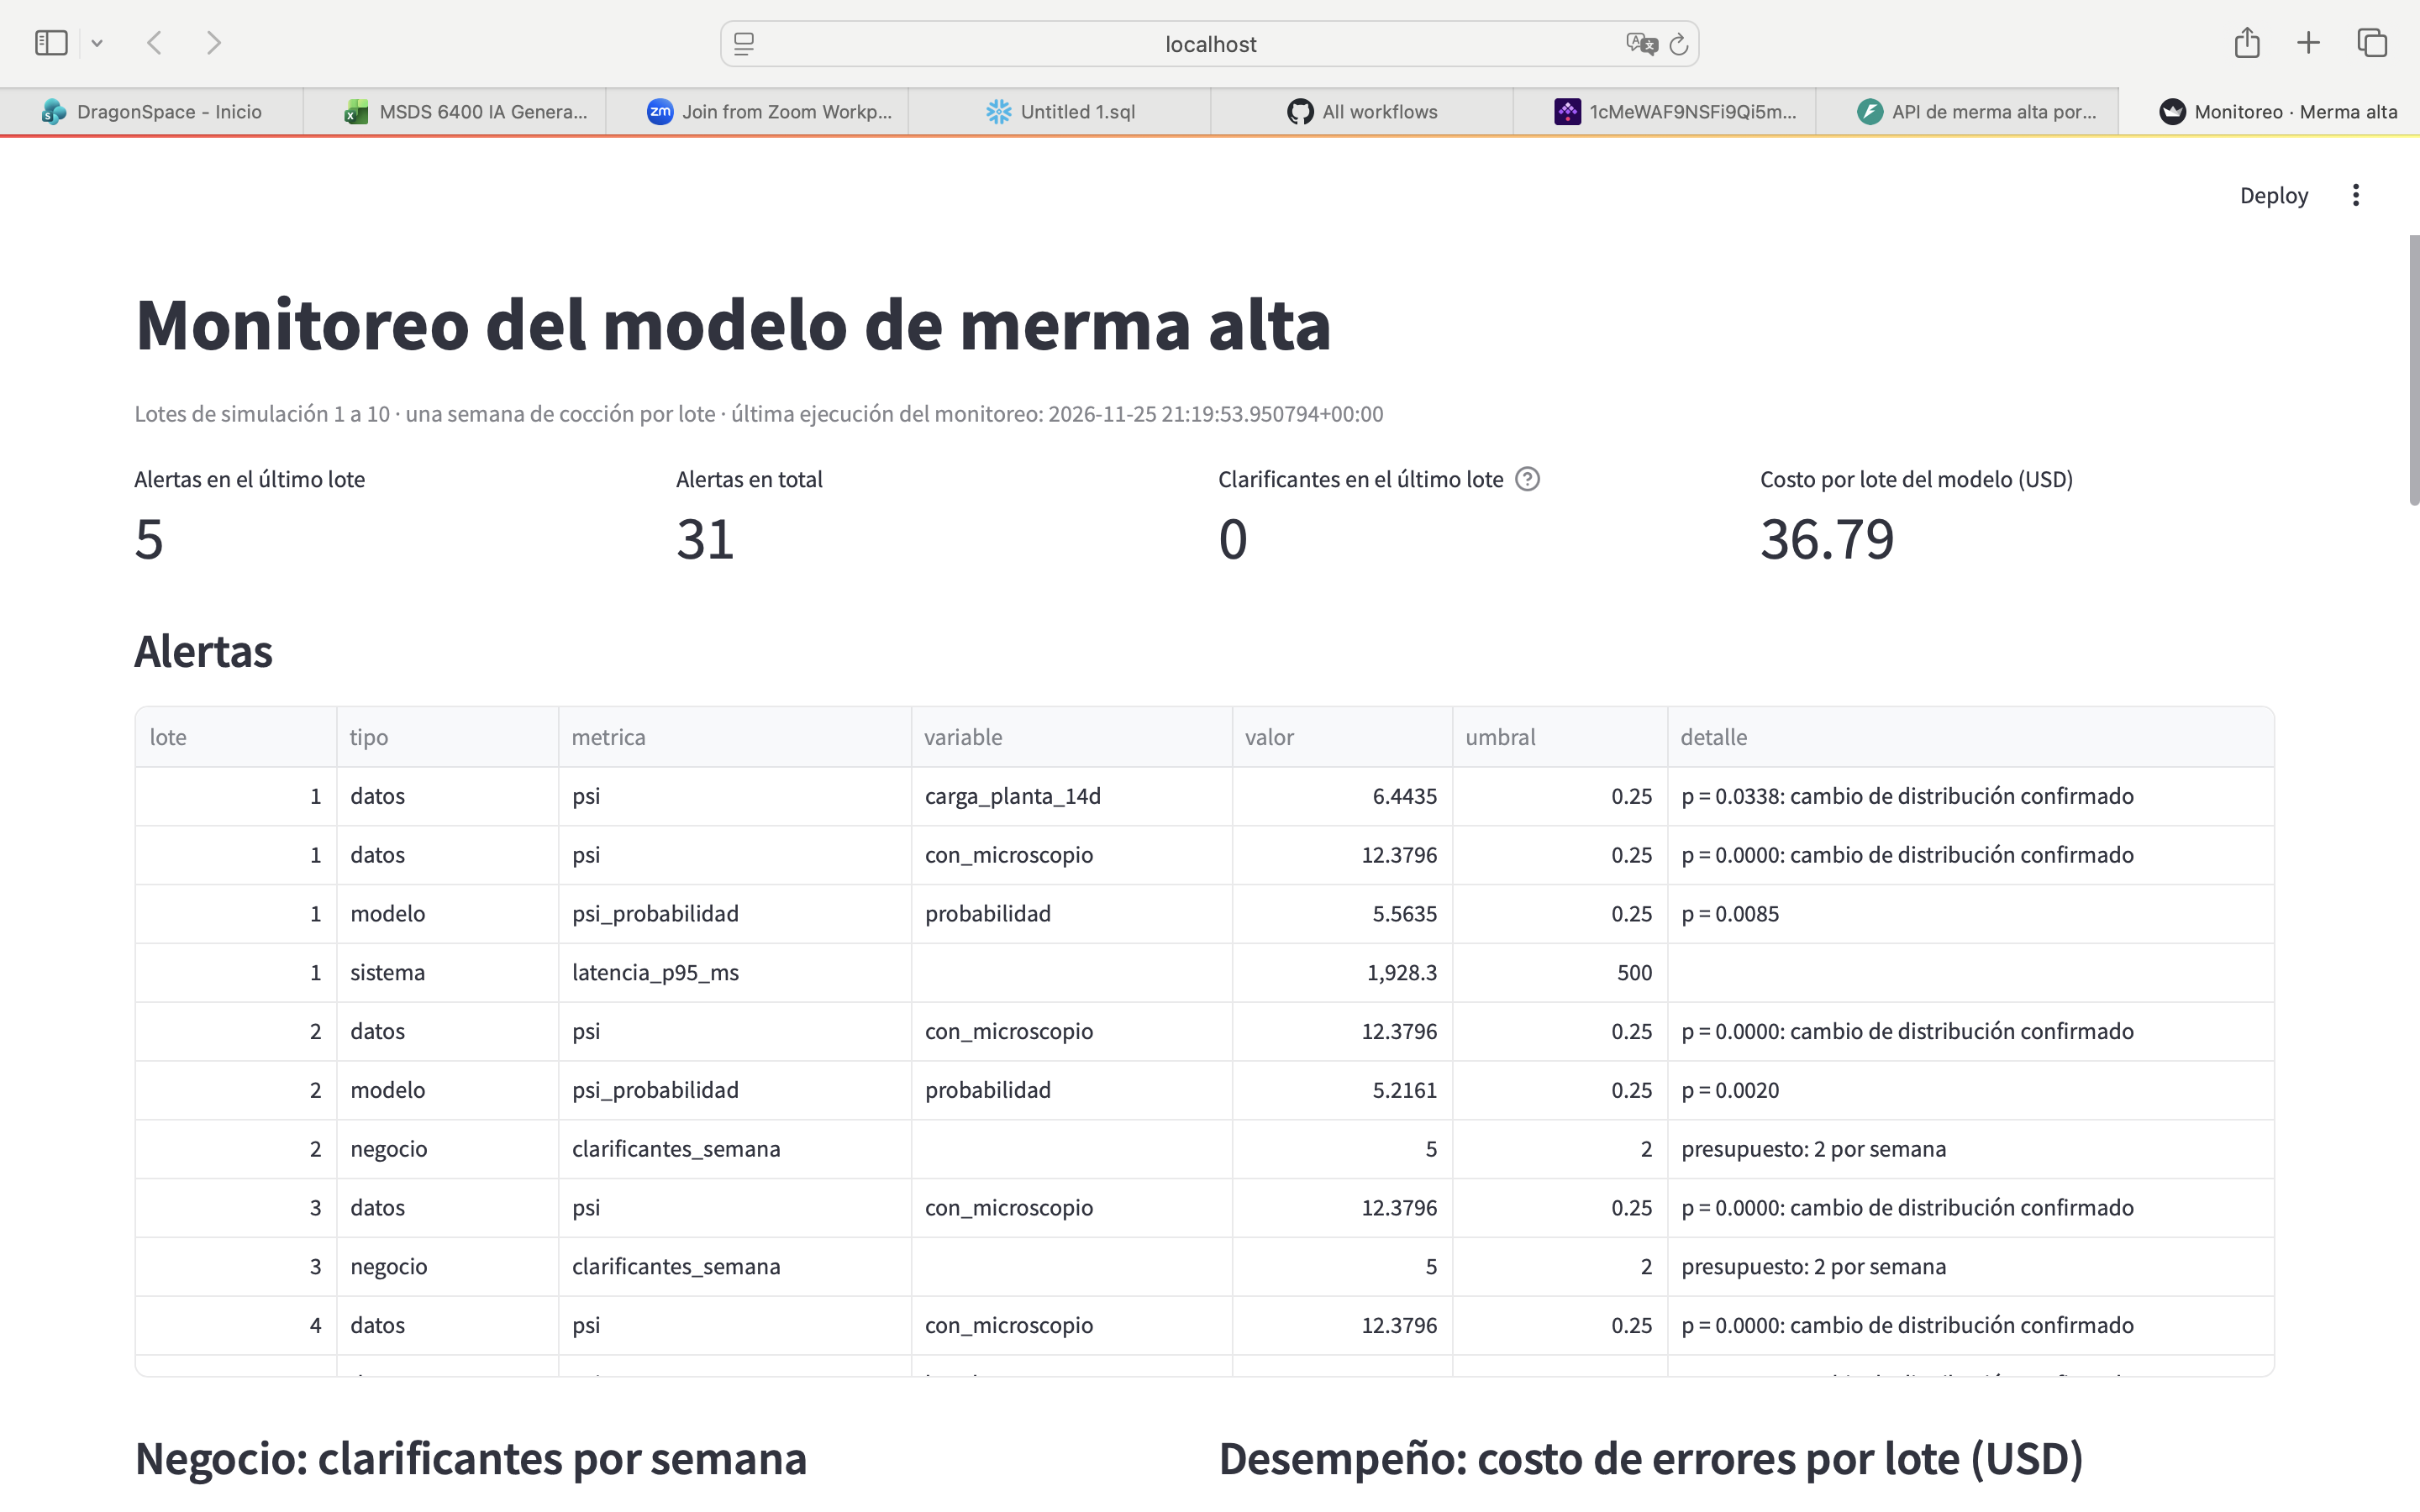 localhost
DragonSpace - Inicio
MSDS 6400 IA Genera...
Join from Zoom Workp...
Untitled 1.sql
All workflows
1cMeWAF9NSFi9Qi5m...
API de merma alta por...
Monitoreo · Merma alta
Deploy
Monitoreo del modelo de merma alta
Lotes de simulación 1 a 10 · una semana de cocción por lote · última ejecución del monitoreo: 2026-11-25 21:19:53.950794+00:00
Alertas en el último lote
5
Alertas en total
31
Clarificantes en el último lote
0
Costo por lote del modelo (USD)
36.79
Alertas
lote tipo metrica variable valor umbral detalle
1 datos psi carga_planta_14d 6.4435 0.25 p = 0.0338: cambio de distribución confirmado
1 datos psi con_microscopio 12.3796 0.25 p = 0.0000: cambio de distribución confirmado
1 modelo psi_probabilidad probabilidad 5.5635 0.25 p = 0.0085
1 sistema latencia_p95_ms 1,928.3 500
2 datos psi con_microscopio 12.3796 0.25 p = 0.0000: cambio de distribución confirmado
2 modelo psi_probabilidad probabilidad 5.2161 0.25 p = 0.0020
2 negocio clarificantes_semana 5 2 presupuesto: 2 por semana
3 datos psi con_microscopio 12.3796 0.25 p = 0.0000: cambio de distribución confirmado
3 negocio clarificantes_semana 5 2 presupuesto: 2 por semana
4 datos psi con_microscopio 12.3796 0.25 p = 0.0000: cambio de distribución confirmado
Negocio: clarificantes por semana
Desempeño: costo de errores por lote (USD)